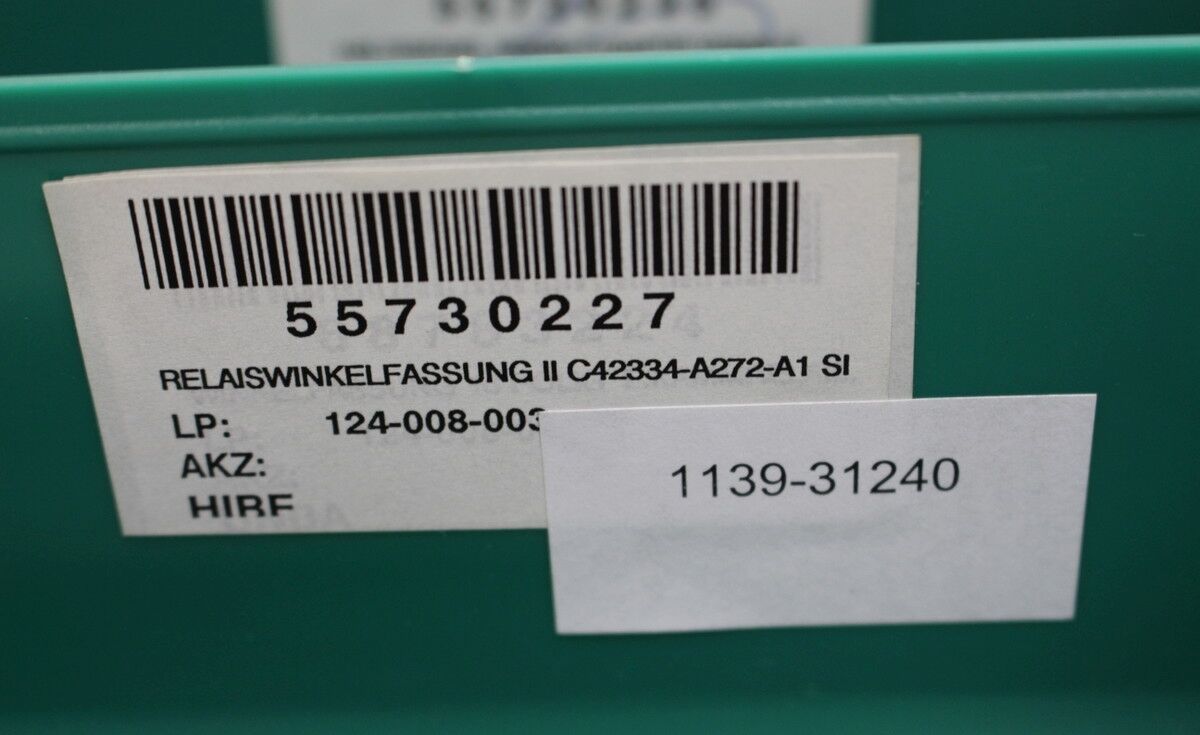 55730227
RELAISWINKELFASSUNG II C42334-A272-A1 SI
LP: 124-008-003
AKZ:
1139-31240